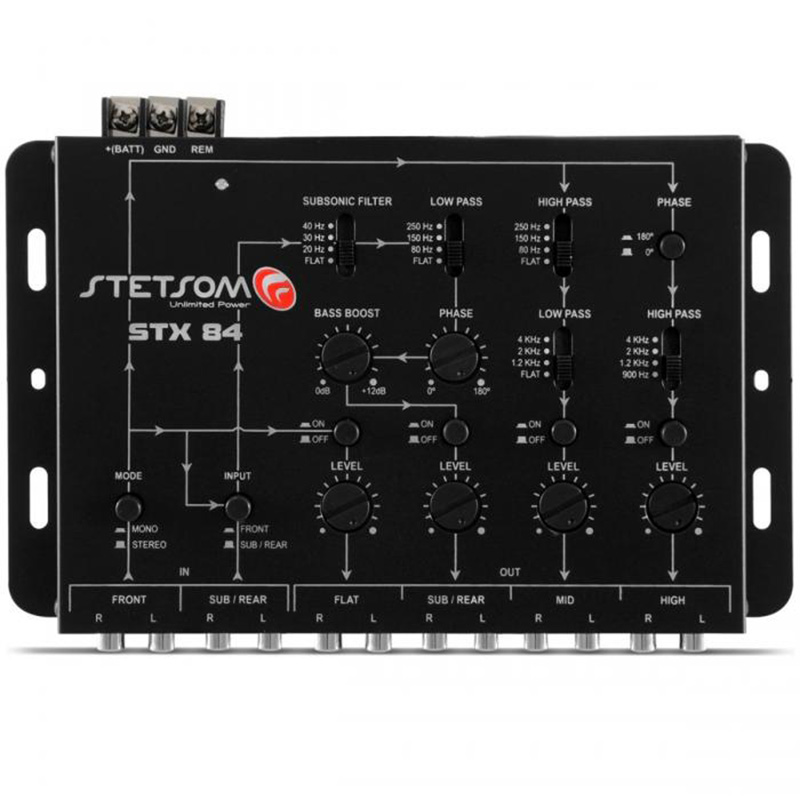 +(BATT) GND REM
SUBSONIC FILTER
40 Hz
30 Hz
20 Hz
FLAT
LOW PASS
250 Hz
150 Hz
80 Hz
FLAT
HIGH PASS
250 Hz
150 Hz
80 Hz
FLAT
PHASE
180º
0º
STETSOM
Unlimited Power
STX 84
BASS BOOST
0dB +12dB
PHASE
0º 180º
LOW PASS
4 KHz
2 KHz
1.2 KHz
FLAT
HIGH PASS
4 KHz
2 KHz
1.2 KHz
900 Hz
ON
OFF
ON
OFF
ON
OFF
ON
OFF
MODE
MONO
STEREO
INPUT
FRONT
SUB / REAR
LEVEL
LEVEL
LEVEL
LEVEL
IN
OUT
FRONT
SUB / REAR
FLAT
SUB / REAR
MID
HIGH
R L R L R L R L R L R L